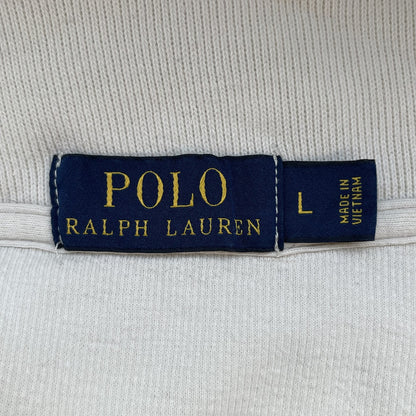 POLO
RALPH LAUREN
L
MADE IN
VIETNAM